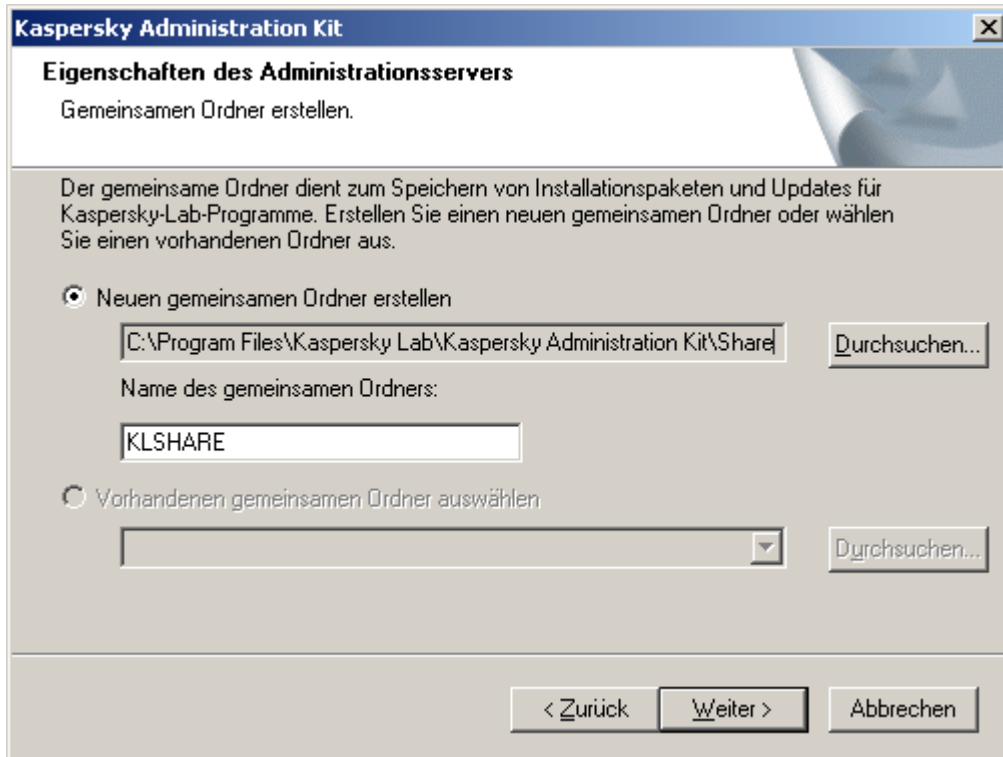 Kaspersky Administration Kit
Eigenschaften des Administrationsservers
Gemeinsamen Ordner erstellen.
Der gemeinsame Ordner dient zum Speichern von Installationspaketen und Updates für
Kaspersky-Lab-Programme. Erstellen Sie einen neuen gemeinsamen Ordner oder wählen
Sie einen vorhandenen Ordner aus.
Neuen gemeinsamen Ordner erstellen
C:\Program Files\Kaspersky Lab\Kaspersky Administration Kit\Share
Durchsuchen...
Name des gemeinsamen Ordners:
KLSHARE
Vorhandenen gemeinsamen Ordner auswählen
Durchsuchen...
< Zurück
Weiter >
Abbrechen